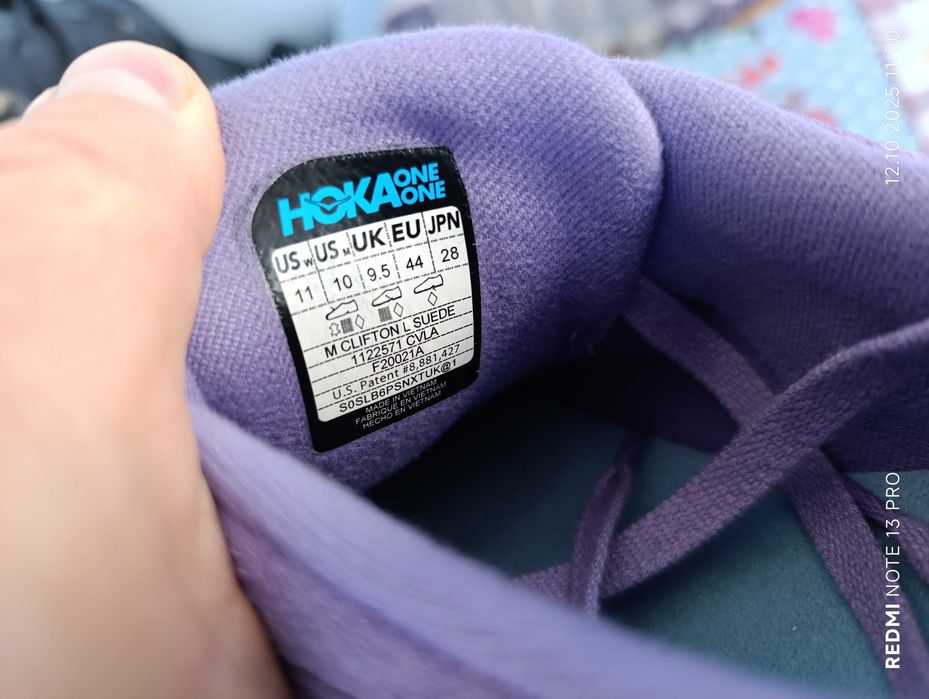 HOKA ONE ONE
US W US M UK EU JPN
11 10 9.5 44 28
M CLIFTON L SUEDE
1122571 CVLA
F20021A
U.S. Patent #8,881,427
S0SLB6PSNXTUK@1
MADE IN VIETNAM
FABRIQUE EN VIETNAM
HECHO EN VIETNAM
12.10.2025 11:00
REDMI NOTE 13 PRO